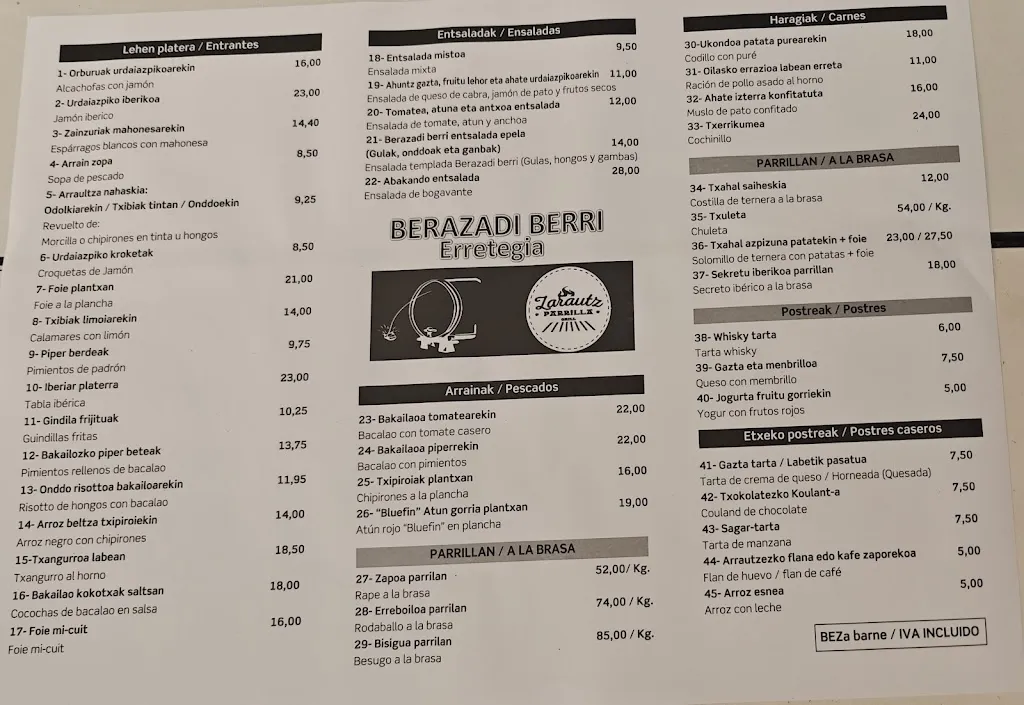 Lehen platera / Entrantes
1- Orburuak urdaiazpikoarekin 16,00
Alcachofas con jamón
2- Urdaiazpiko iberikoa 23,00
Jamón iberico
3- Zainzuriak mahonesarekin 14,40
Espárragos blancos con mahonesa
4- Arrain zopa 8,50
Sopa de pescado
5- Arraultza nahaskia:
Odolkiarekin / Txibiak tintan / Onddoekin 9,25
Revuelto de:
Morcilla o chipirones en tinta u hongos
6- Urdaiazpiko kroketak 8,50
Croquetas de Jamón
7- Foie plantxan 21,00
Foie a la plancha
8- Txibiak limoiarekin 14,00
Calamares con limón
9- Piper berdeak 9,75
Pimientos de padrón
10- Iberiar platerra 23,00
Tabla ibérica
11- Gindila frijituak 10,25
Guindillas fritas
12- Bakailozko piper beteak 13,75
Pimientos rellenos de bacalao
13- Onddo risottoa bakailoarekin 11,95
Risotto de hongos con bacalao
14- Arroz beltza txipiroiekin 14,00
Arroz negro con chipirones
15-Txangurroa labean 18,50
Txangurro al horno
16- Bakailao kokotxak saltsan 18,00
Cocochas de bacalao en salsa
17- Foie mi-cuit 16,00
Foie mi-cuit
Entsaladak / Ensaladas
18- Entsalada mistoa 9,50
Ensalada mixta
19- Ahuntz gazta, fruitu lehor eta ahate urdaiazpikoarekin 11,00
Ensalada de queso de cabra, jamón de pato y frutos secos
20- Tomatea, atuna eta antxoa entsalada 12,00
Ensalada de tomate, atun y anchoa
21- Berazadi berri entsalada epela
(Gulak, onddoak eta ganbak) 14,00
Ensalada templada Berazadi berri (Gulas, hongos y gambas)
22- Abakando entsalada 28,00
Ensalada de bogavante
BERAZADI BERRI
Erretegia
Zarautz
PARRILLA
GRILL
Arrainak / Pescados
23- Bakailaoa tomatearekin 22,00
Bacalao con tomate casero
24- Bakailaoa piperrekin 22,00
Bacalao con pimientos
25- Txipiroiak plantxan 16,00
Chipirones a la plancha
26- "Bluefin" Atun gorria plantxan 19,00
Atún rojo "Bluefin" en plancha
PARRILLAN / A LA BRASA
27- Zapoa parrilan 52,00/ Kg.
Rape a la brasa
28- Erreboiloa parrilan 74,00 / Kg.
Rodaballo a la brasa
29- Bisigua parrilan 85,00 / Kg.
Besugo a la brasa
Haragiak / Carnes
30-Ukondoa patata purearekin 18,00
Codillo con puré
31- Oilasko errazioa labean erreta 11,00
Ración de pollo asado al horno
32- Ahate izterra konfitatuta 16,00
Muslo de pato confitado
33- Txerrikumea 24,00
Cochinillo
PARRILLAN / A LA BRASA
34- Txahal saiheskia 12,00
Costilla de ternera a la brasa
35- Txuleta 54,00 / Kg.
Chuleta
36- Txahal azpizuna patatekin + foie 23,00 / 27,50
Solomillo de ternera con patatas + foie
37- Sekretu iberikoa parrillan 18,00
Secreto ibérico a la brasa
Postreak / Postres
38- Whisky tarta 6,00
Tarta whisky
39- Gazta eta menbrilloa 7,50
Queso con membrillo
40- Jogurta fruitu gorriekin 5,00
Yogur con frutos rojos
Etxeko postreak / Postres caseros
41- Gazta tarta / Labetik pasatua 7,50
Tarta de crema de queso / Horneada (Quesada)
42- Txokolatezko Koulant-a 7,50
Couland de chocolate
43- Sagar-tarta 7,50
Tarta de manzana
44- Arrautzezko flana edo kafe zaporekoa 5,00
Flan de huevo / flan de café
45- Arroz esnea 5,00
Arroz con leche
BEZa barne / IVA INCLUIDO